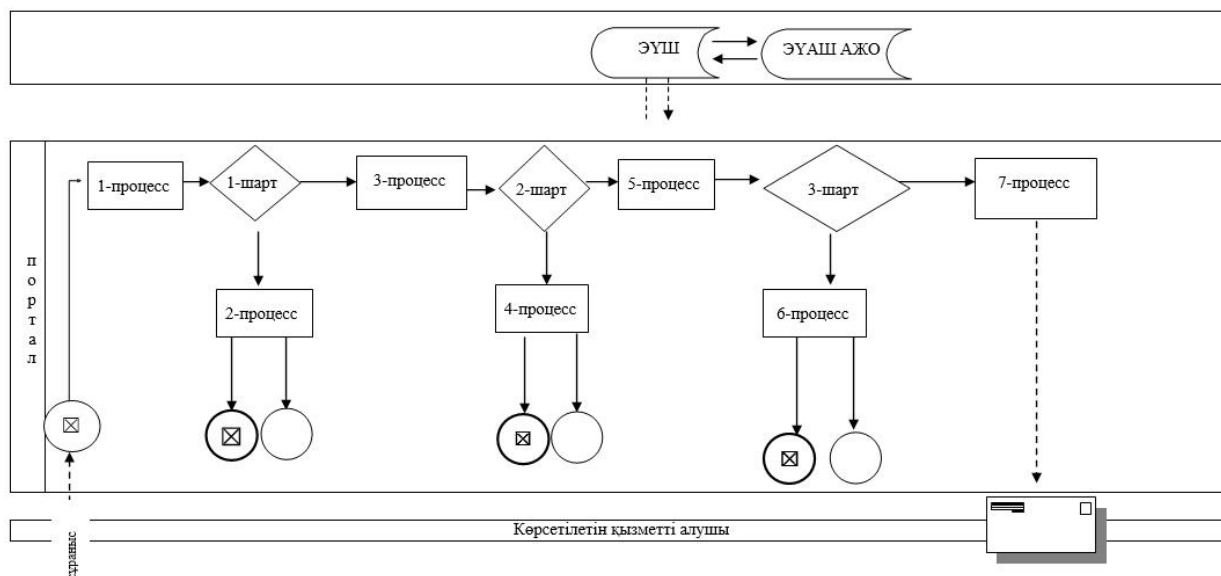 ЭҮШ
ЭҮАШ АЖО
портал
1-процесс
1-шарт
3-процесс
2-шарт
5-процесс
3-шарт
7-процесс
2-процесс
4-процесс
6-процесс
Көрсетілетін қызметті алушы